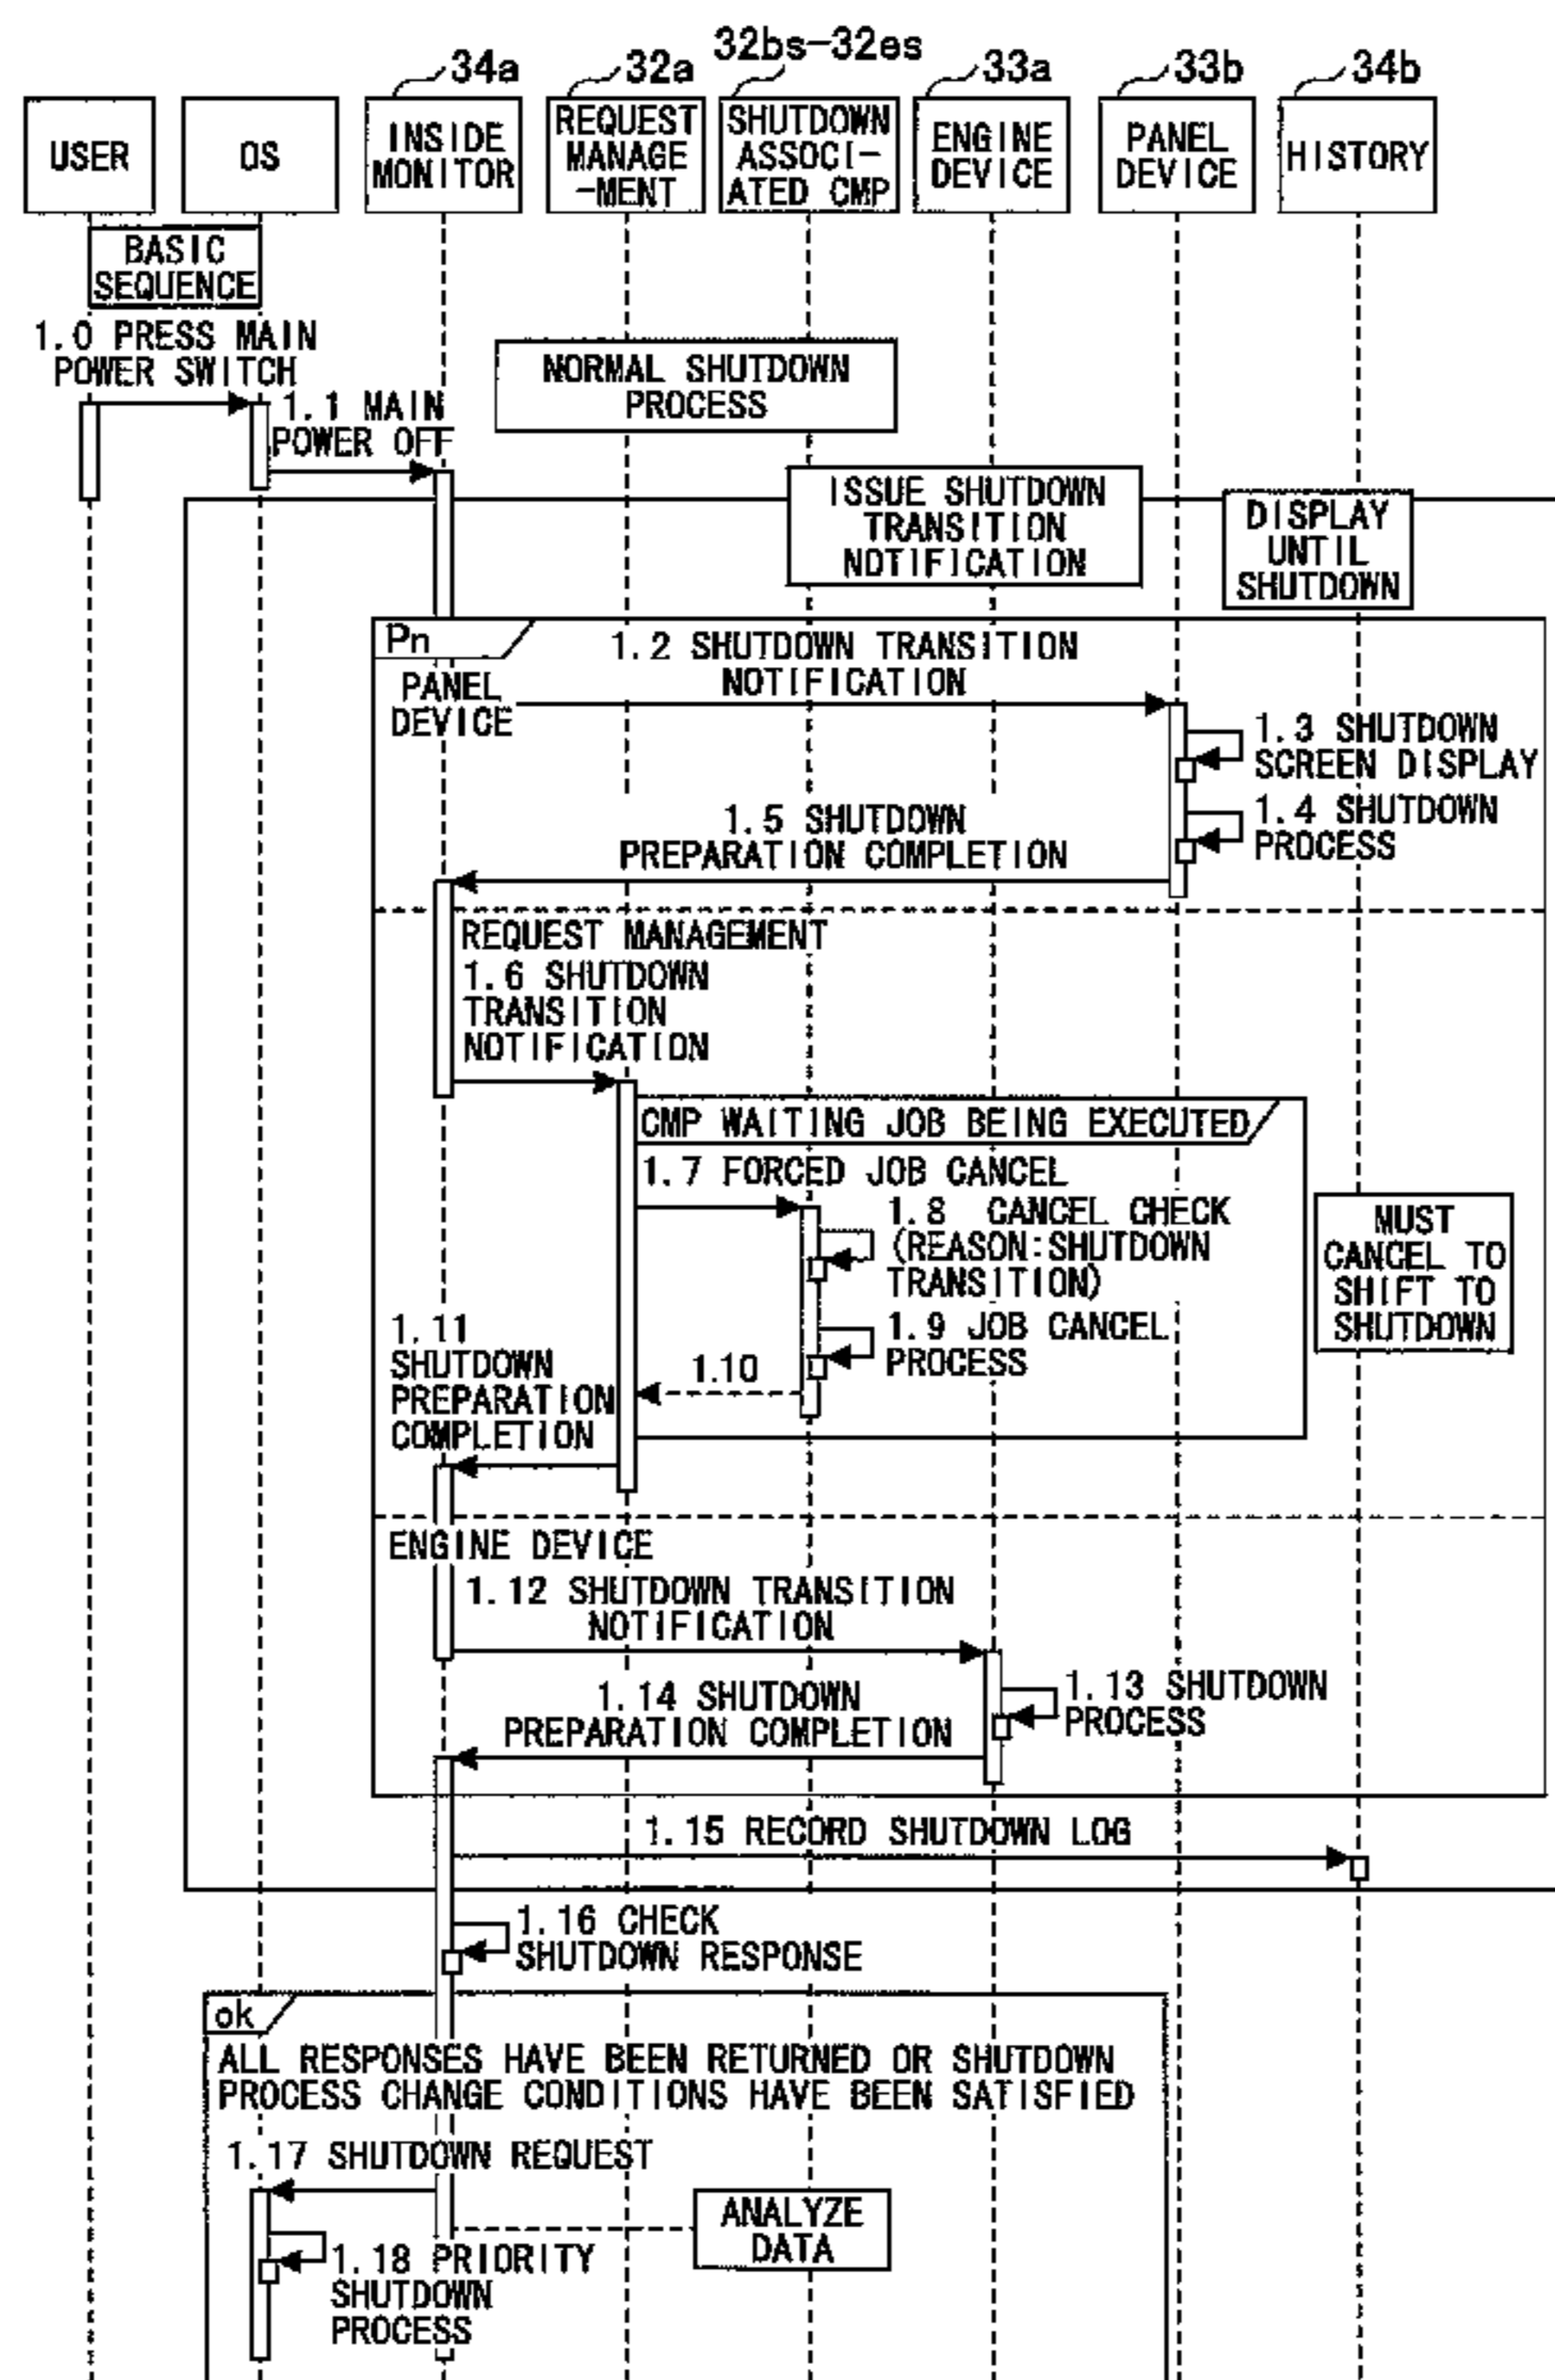 34a
32a
32bs-32es
33a
33b
34b
USER
OS
INSIDE
MONITOR
REQUEST
MANAGE
-MENT
SHUTDOWN
ASSOCI-
ATED CMP
ENGINE
DEVICE
PANEL
DEVICE
HISTORY
BASIC
SEQUENCE
1.0 PRESS MAIN
POWER SWITCH
NORMAL SHUTDOWN
PROCESS
1.1 MAIN
POWER OFF
ISSUE SHUTDOWN
TRANSITION
NOTIFICATION
DISPLAY
UNTIL
SHUTDOWN
Pn
PANEL
DEVICE
1.2 SHUTDOWN TRANSITION
NOTIFICATION
1.3 SHUTDOWN
SCREEN DISPLAY
1.4 SHUTDOWN
PROCESS
1.5 SHUTDOWN
PREPARATION COMPLETION
REQUEST MANAGEMENT
1.6 SHUTDOWN
TRANSITION
NOTIFICATION
CMP WAITING JOB BEING EXECUTED
1.7 FORCED JOB CANCEL
1.8 CANCEL CHECK
(REASON:SHUTDOWN
TRANSITION)
MUST
CANCEL TO
SHIFT TO
SHUTDOWN
1.9 JOB CANCEL
PROCESS
1.10
1.11
SHUTDOWN
PREPARATION
COMPLETION
ENGINE DEVICE
1.12 SHUTDOWN TRANSITION
NOTIFICATION
1.13 SHUTDOWN
PROCESS
1.14 SHUTDOWN
PREPARATION COMPLETION
1.15 RECORD SHUTDOWN LOG
1.16 CHECK
SHUTDOWN RESPONSE
ok
ALL RESPONSES HAVE BEEN RETURNED OR SHUTDOWN
PROCESS CHANGE CONDITIONS HAVE BEEN SATISFIED
1.17 SHUTDOWN REQUEST
ANALYZE
DATA
1.18 PRIORITY
SHUTDOWN
PROCESS